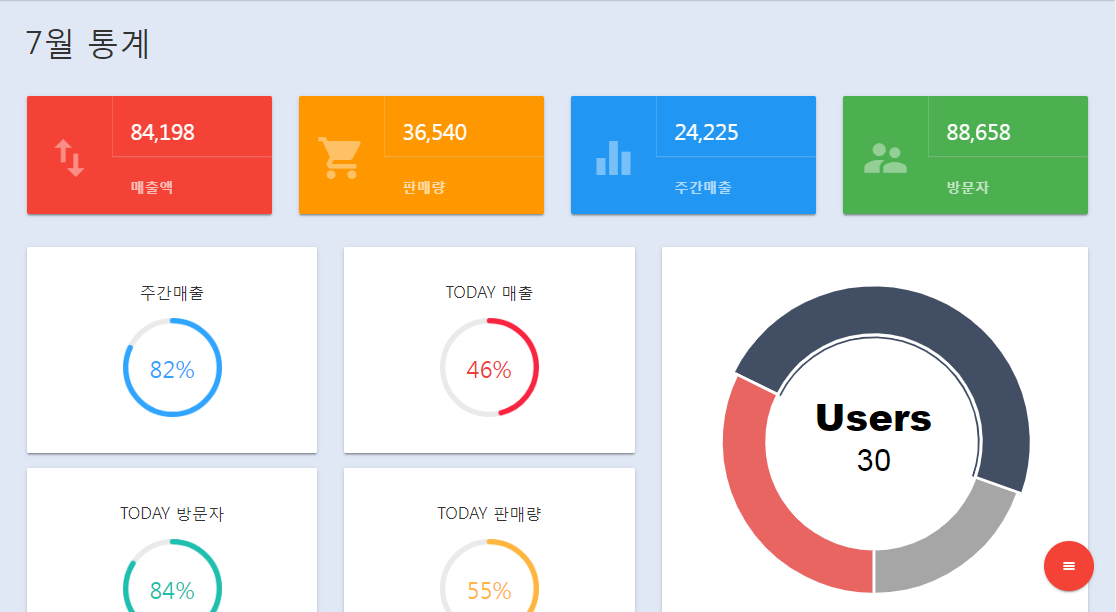 7월 통계
84,198
매출액
36,540
판매량
24,225
주간매출
88,658
방문자
주간매출
82%
TODAY 매출
46%
Users
30
TODAY 방문자
84%
TODAY 판매량
55%